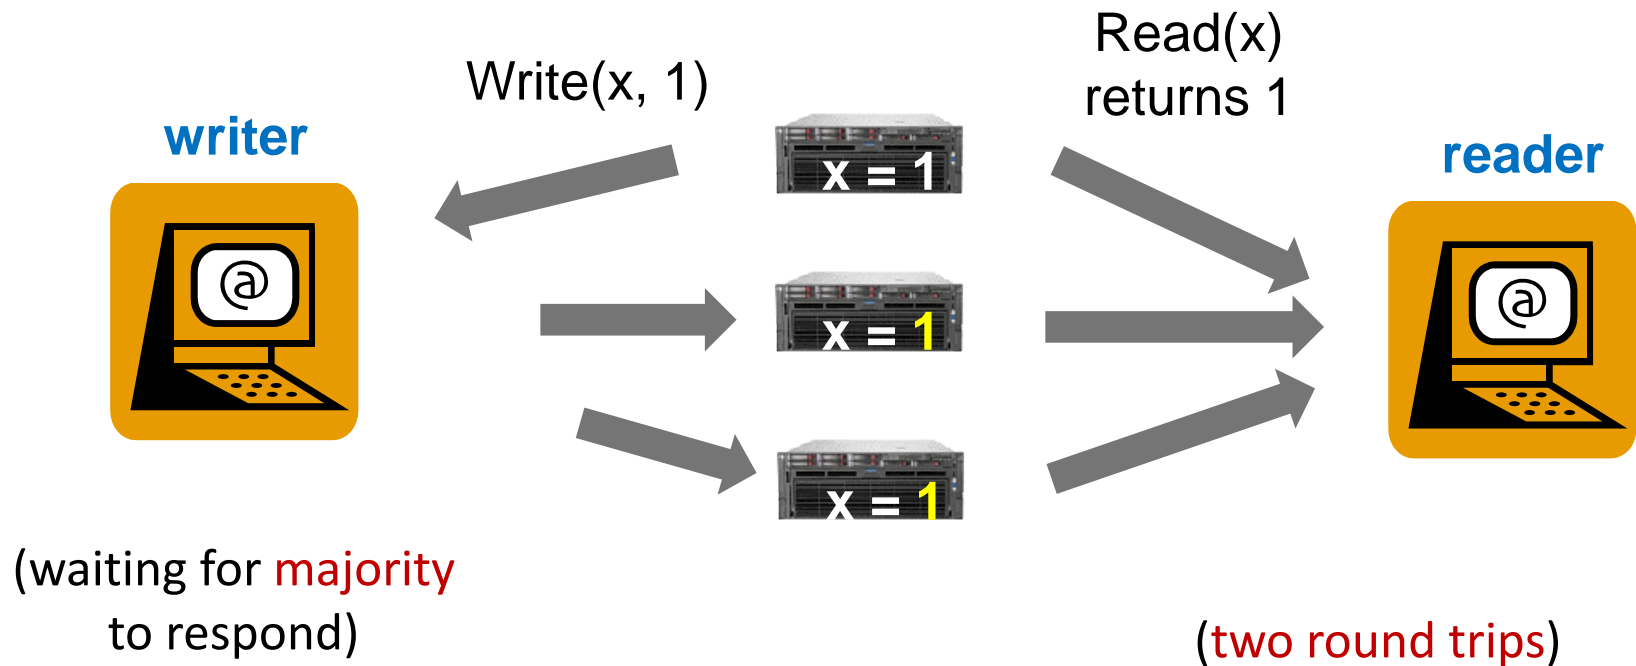 Write(x, 1)
Read(x)
returns 1
writer
reader
x = 1
@
@
x = 1
x = 1
(waiting for majority
to respond)
(two round trips)